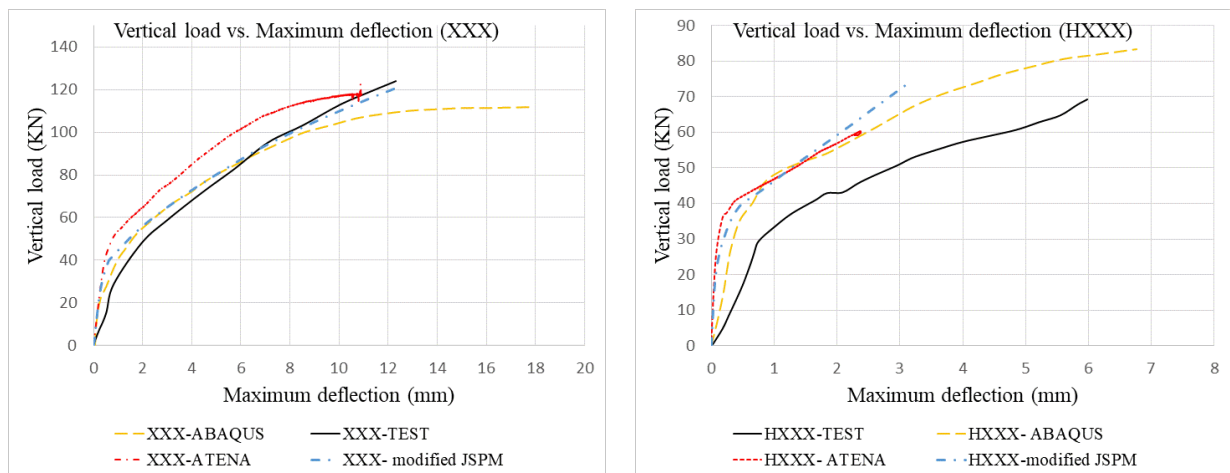 Vertical load vs. Maximum deflection (XXX)
140
120
100
80
60
40
20
0
Vertical load (KN)
0 2 4 6 8 10 12 14 16 18 20
Maximum deflection (mm)
XXX-ABAQUS XXX-TEST
XXX-ATENA XXX- modified JSPM
Vertical load vs. Maximum deflection (HXXX)
90
80
70
60
50
40
30
20
10
0
Vertical load (KN)
0 1 2 3 4 5 6 7 8
Maximum deflection (mm)
HXXX-TEST HXXX- ABAQUS
HXXX- ATENA HXXX-modified JSPM